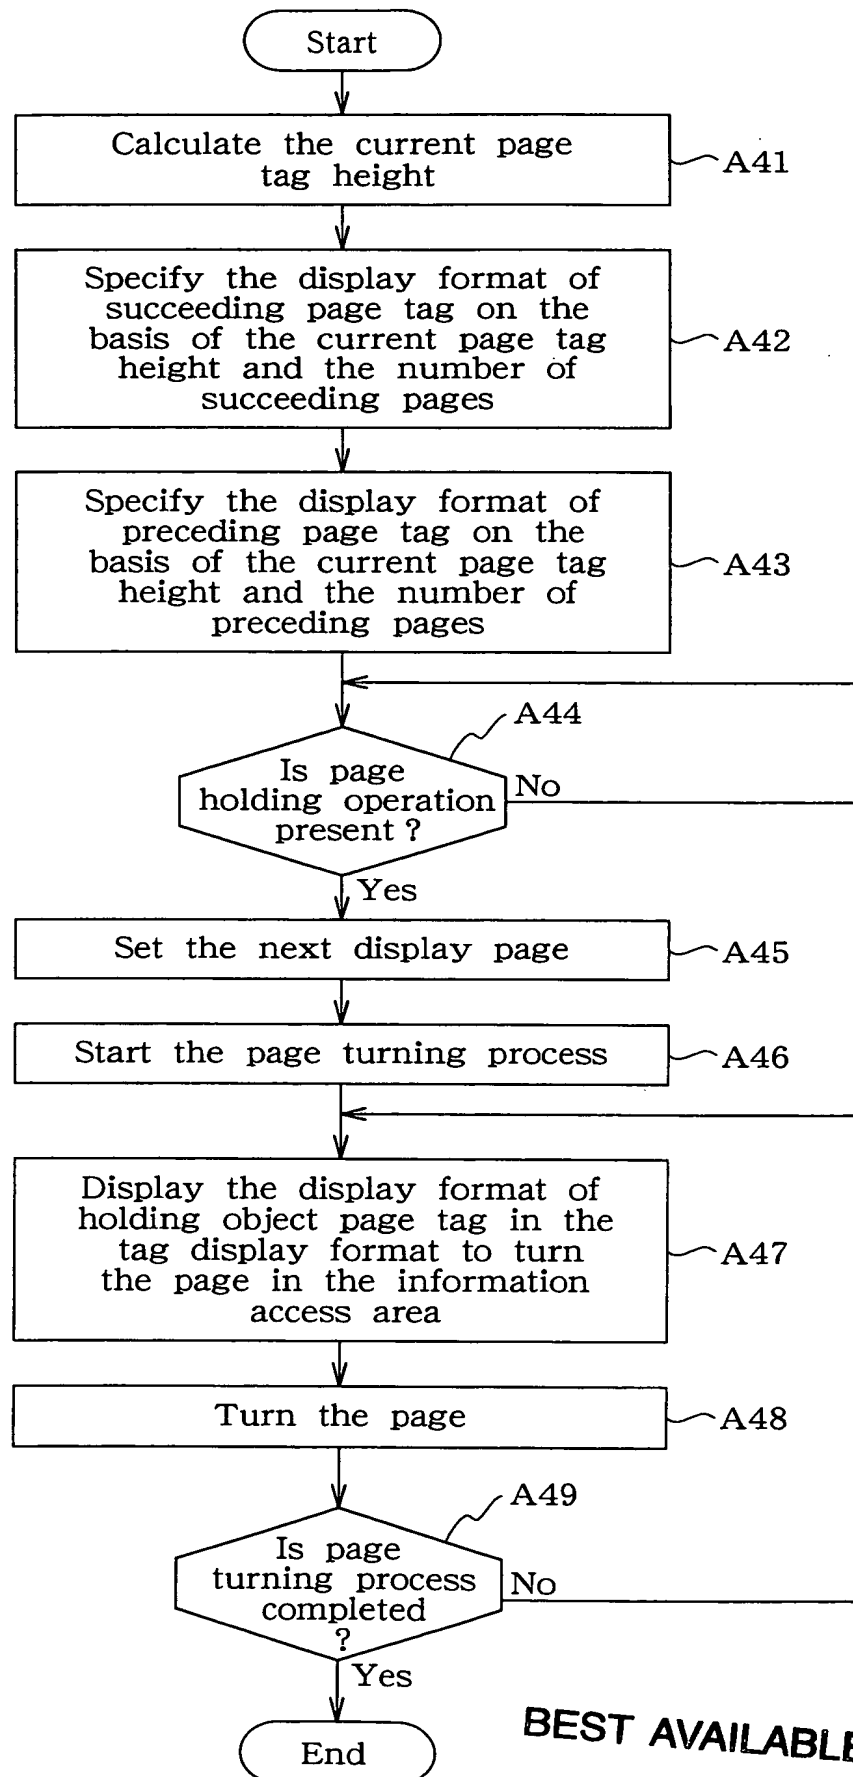 Start
Calculate the current page
tag height
A41
Specify the display format of
succeeding page tag on the
basis of the current page tag
height and the number of
succeeding pages
A42
Specify the display format of
preceding page tag on the
basis of the current page tag
height and the number of
preceding pages
A43
A44
Is page
holding operation
present ?
No
Yes
Set the next display page
A45
Start the page turning process
A46
Display the display format of
holding object page tag in the
tag display format to turn
the page in the information
access area
A47
Turn the page
A48
A49
Is page
turning process
completed
?
No
Yes
End
BEST AVAILABLE